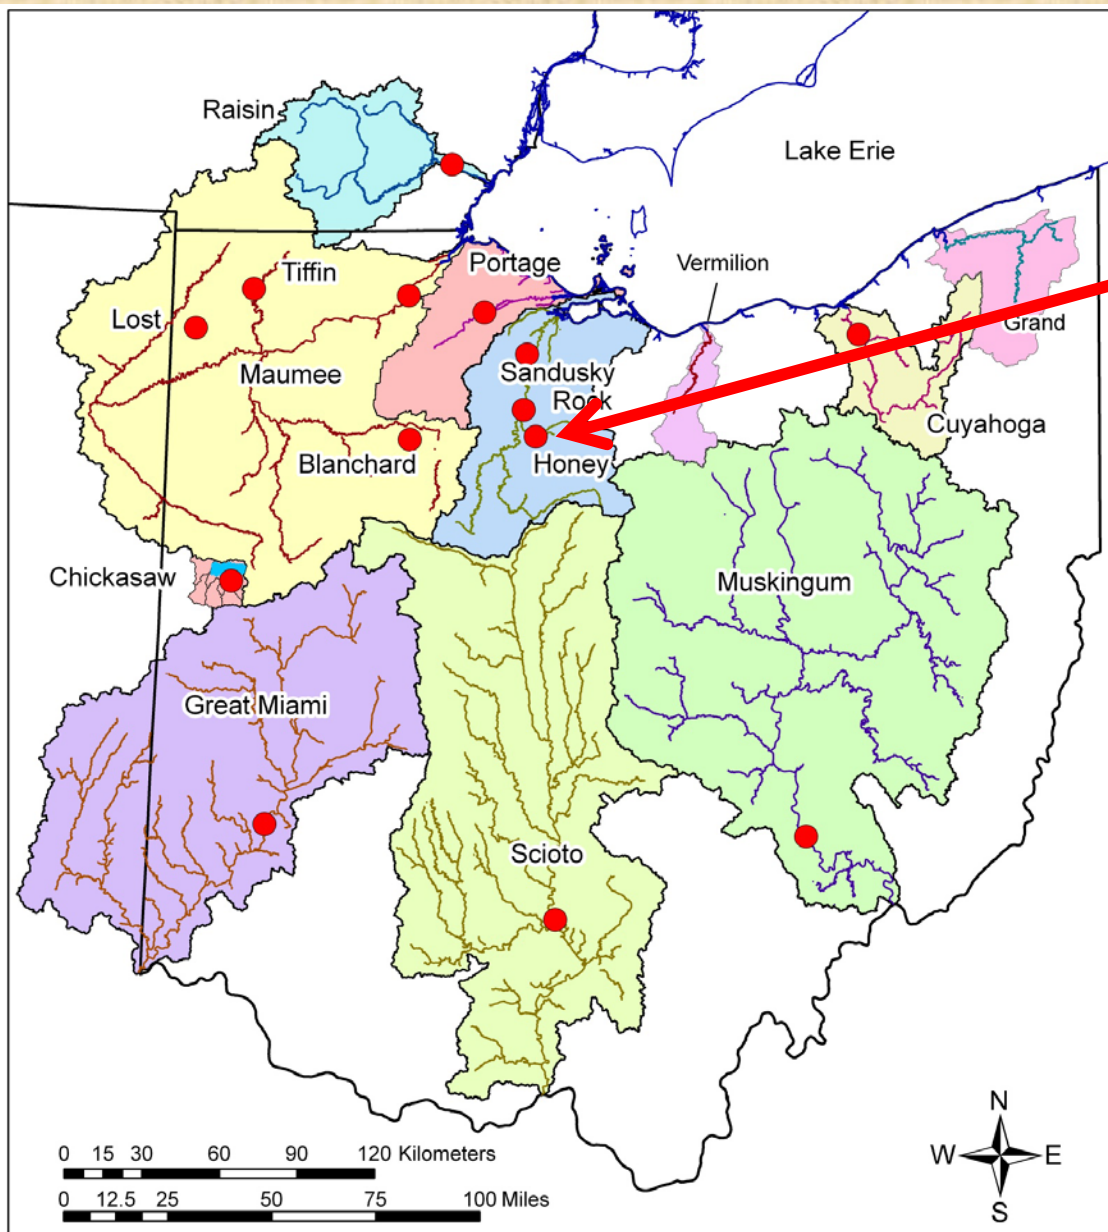 Raisin
Lake Erie
Tiffin
Portage
Vermilion
Lost
Grand
Maumee
Sandusky
Rock
Cuyahoga
Blanchard
Honey
Chickasaw
Muskingum
Great Miami
Scioto
N
W E
S
0 15 30 60 90 120 Kilometers
0 12.5 25 50 75 100 Miles